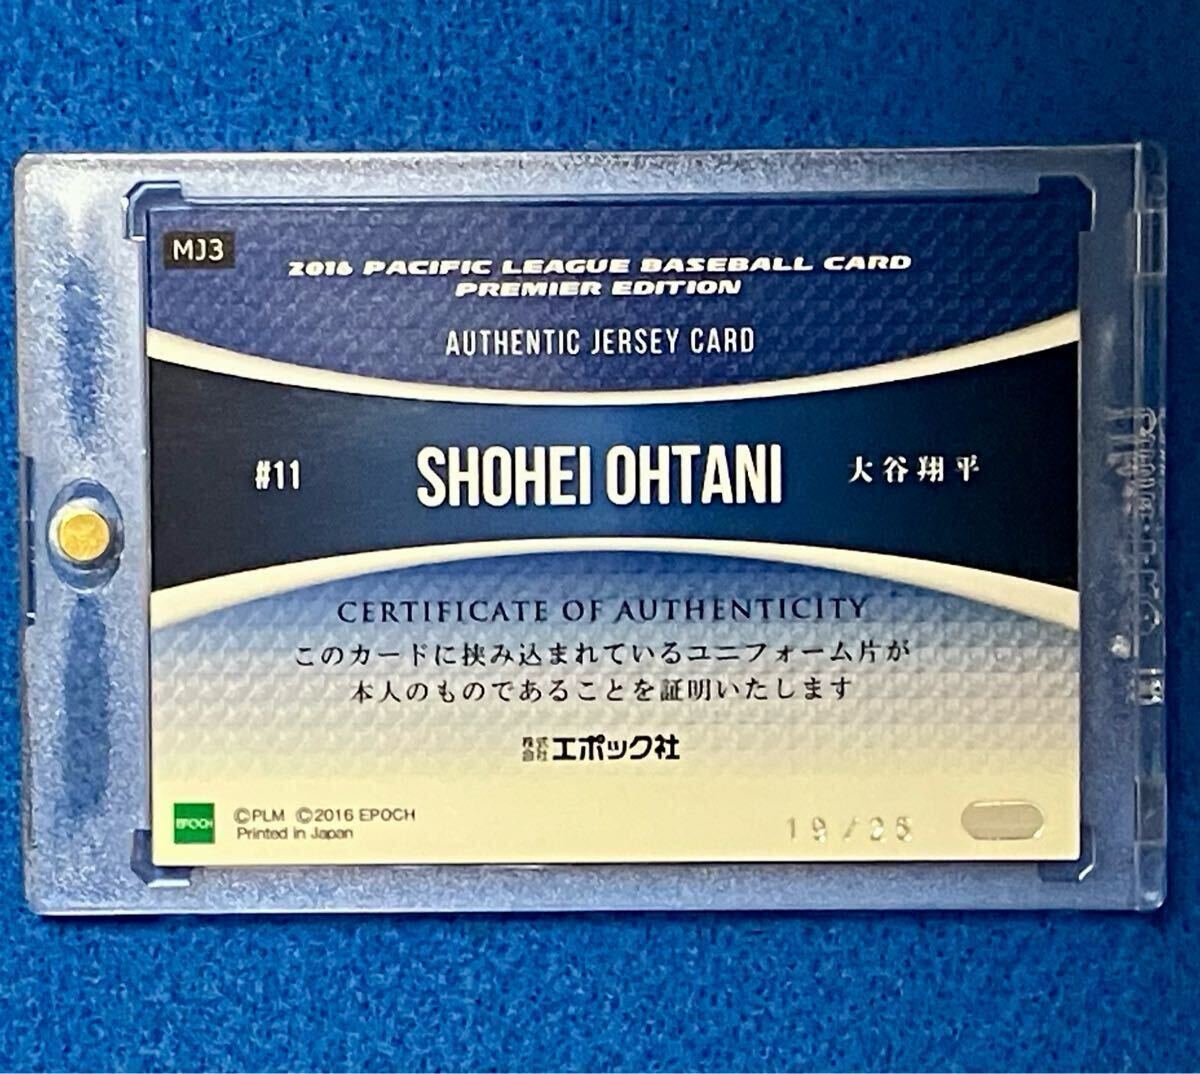 MJ3
2016 PACIFIC LEAGUE BASEBALL CARD
PREMIER EDITION
AUTHENTIC JERSEY CARD
#11 SHOHEI OHTANI 大谷翔平
CERTIFICATE OF AUTHENTICITY
このカードに挟み込まれているユニフォーム片が
本人のものであることを証明いたします
株式会社エポック社
EPOCH
©PLM ©2016 EPOCH
Printed in Japan
19/25